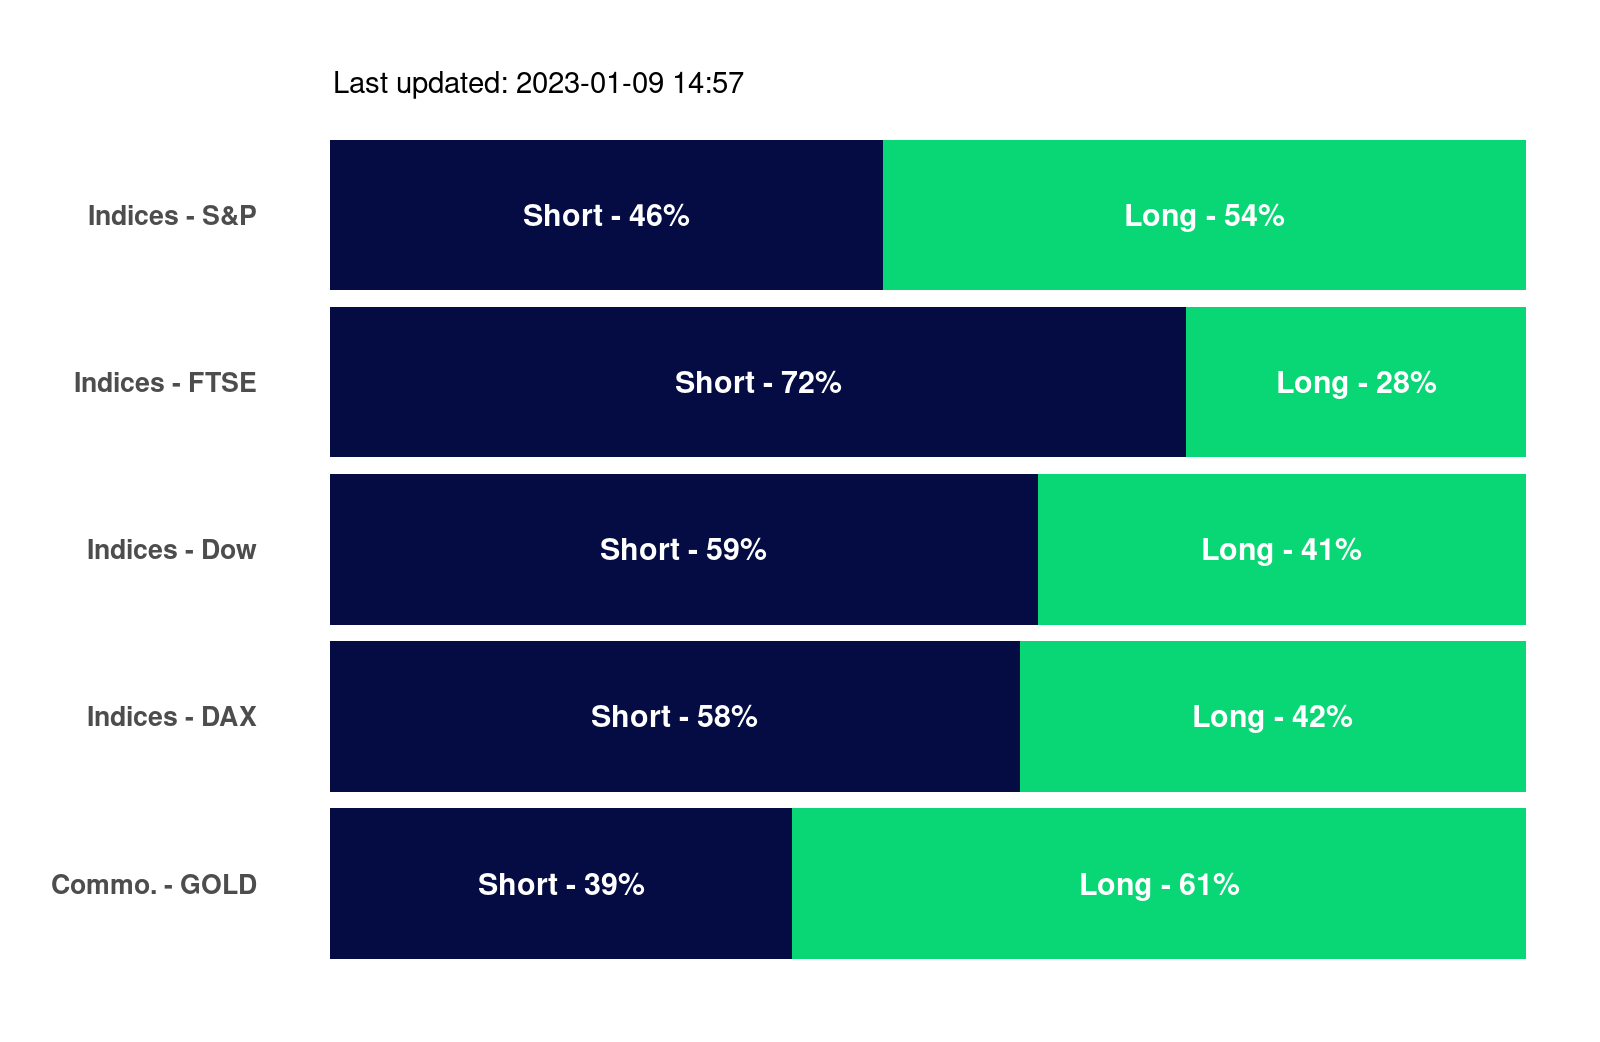 Last updated: 2023-01-09 14:57
Indices - S&P Short - 46% Long - 54%
Indices - FTSE Short - 72% Long - 28%
Indices - Dow Short - 59% Long - 41%
Indices - DAX Short - 58% Long - 42%
Commo. - GOLD Short - 39% Long - 61%